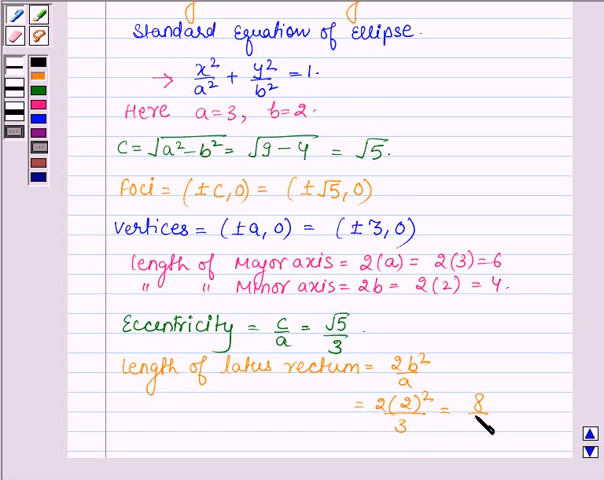 Standard Equation of Ellipse.
→ x²/a² + y²/b² = 1.
Here a=3, b=2.
C = √a²-b² = √9-4 = √5.
Foci = (±c,0) = (±√5,0)
Vertices = (±a,0) = (±3,0)
length of Major axis = 2(a) = 2(3)=6
" " Minor axis = 2b = 2(2) = 4.
Eccentricity = c/a = √5/3.
Length of latus rectum = 2b²/a
= 2(2)²/3 = 8